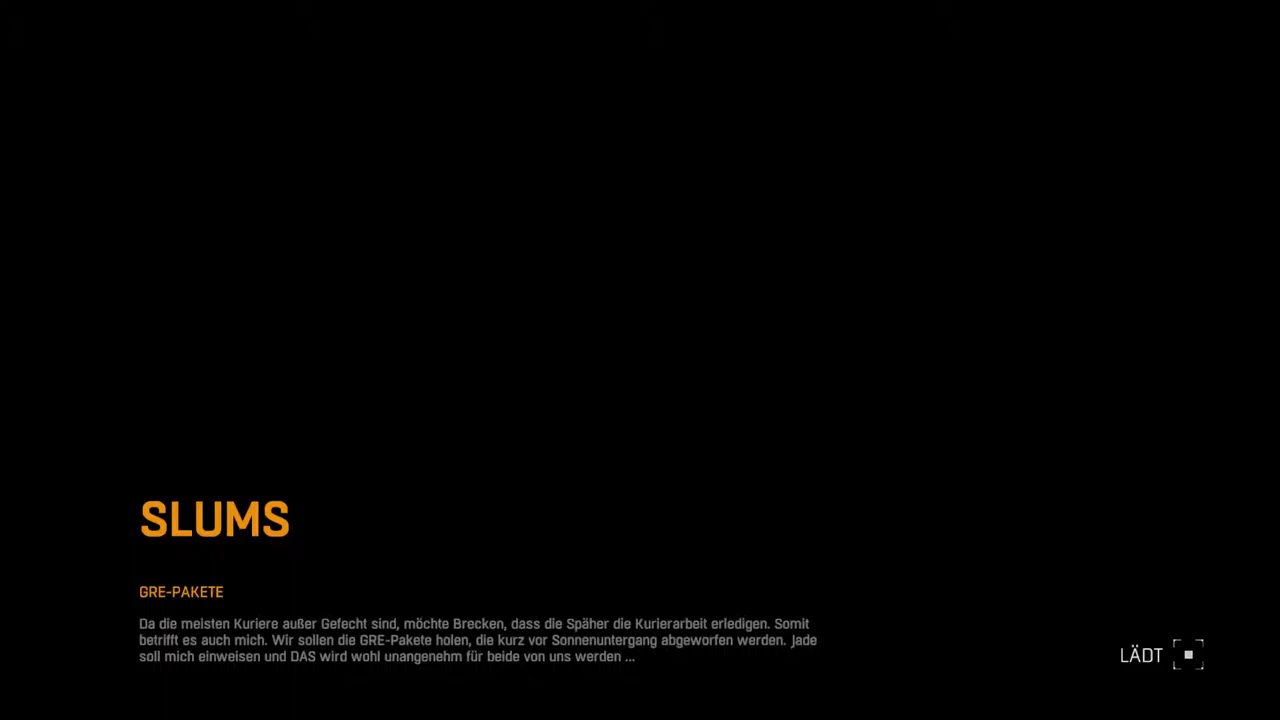 SLUMS
GRE-PAKETE
Da die meisten Kuriere außer Gefecht sind, möchte Brecken, dass die Späher die Kurierarbeit erledigen. Somit
betrifft es auch mich. Wir sollen die GRE-Pakete holen, die kurz vor Sonnenuntergang abgeworfen werden. Jade
soll mich einweisen und DAS wird wohl unangenehm für beide von uns werden ...
LÄDT